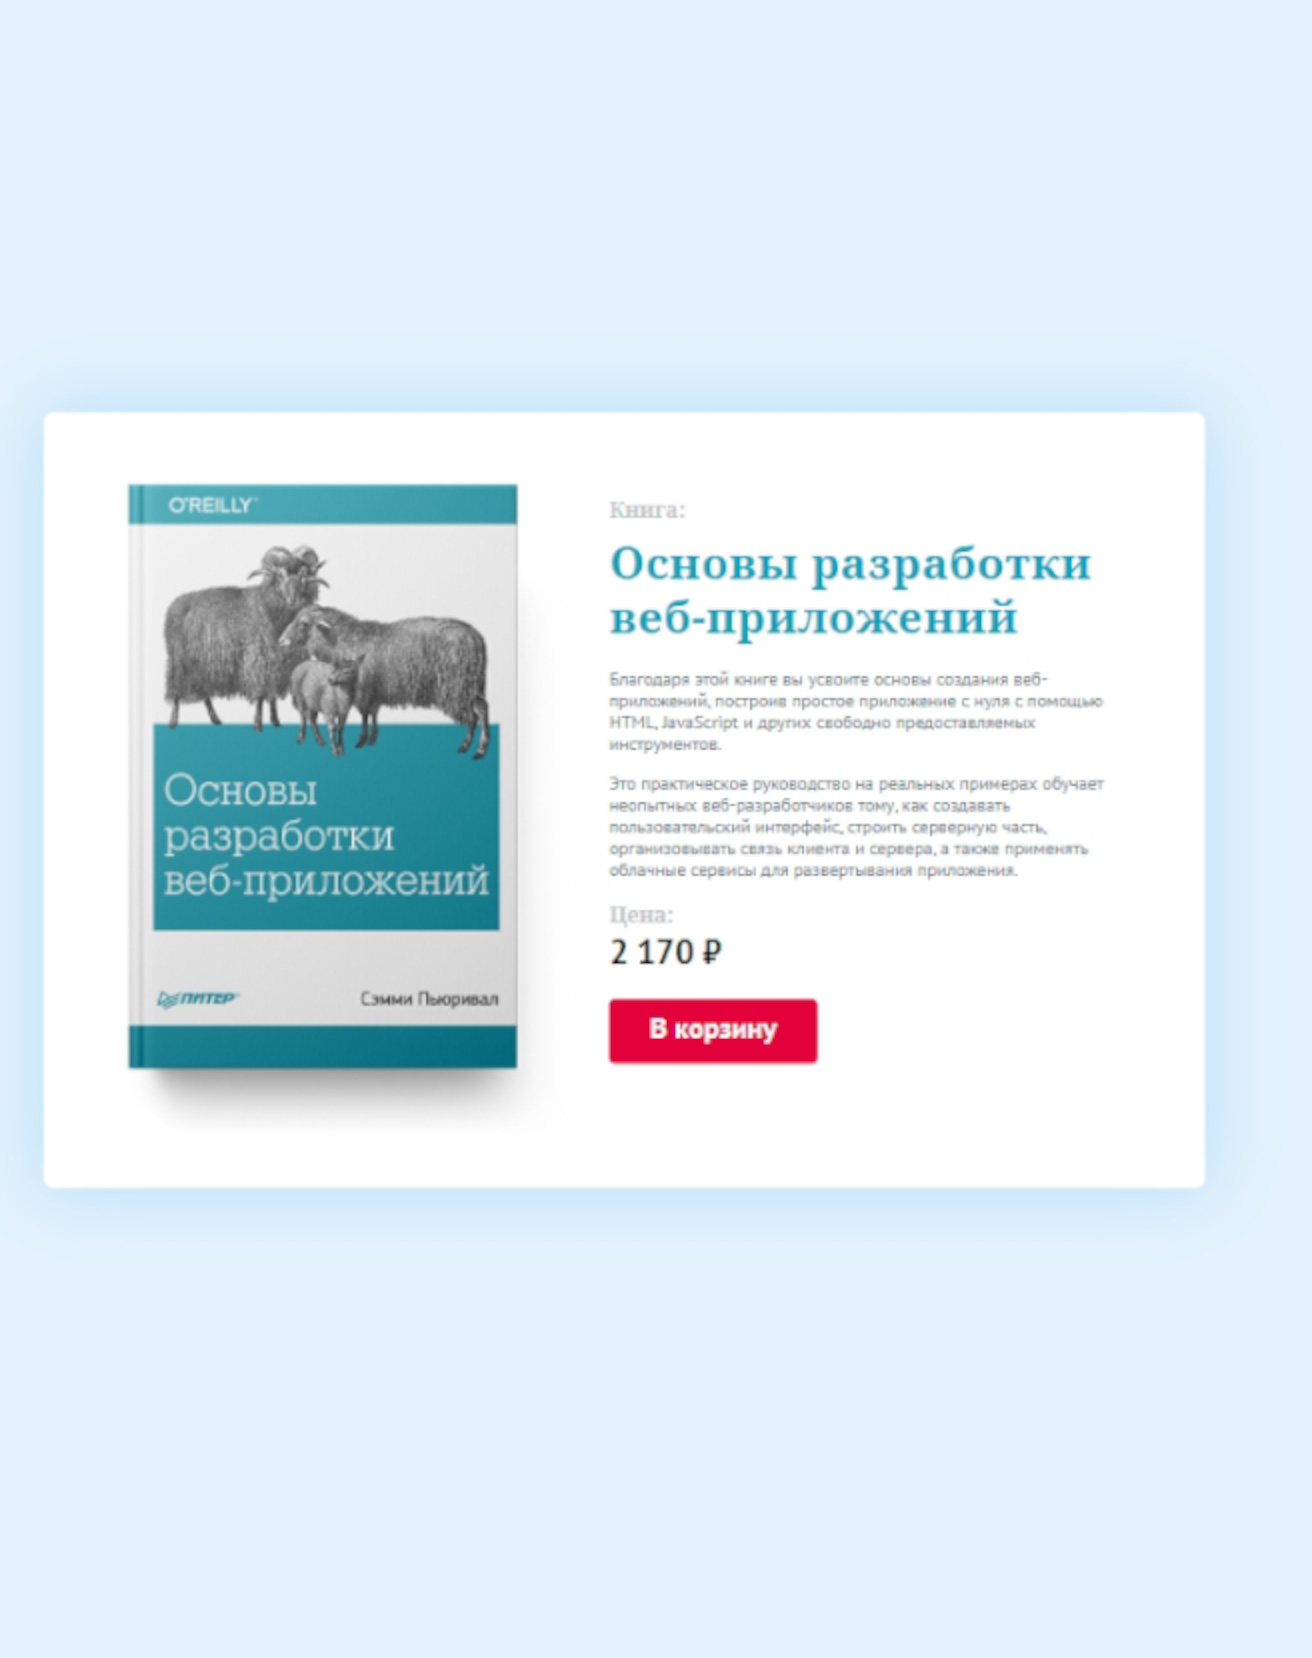 O'REILLY™
Основы
разработки
веб-приложений
ПИТЕР®
Сэмми Пьюривал
Книга:
Основы разработки
веб-приложений
Благодаря этой книге вы усвоите основы создания веб-
приложений, построив простое приложение с нуля с помощью
HTML, JavaScript и других свободно предоставляемых
инструментов.
Это практическое руководство на реальных примерах обучает
неопытных веб-разработчиков тому, как создавать
пользовательский интерфейс, строить серверную часть,
организовывать связь клиента и сервера, а также применять
облачные сервисы для развертывания приложения.
Цена:
2 170 ₽
В корзину